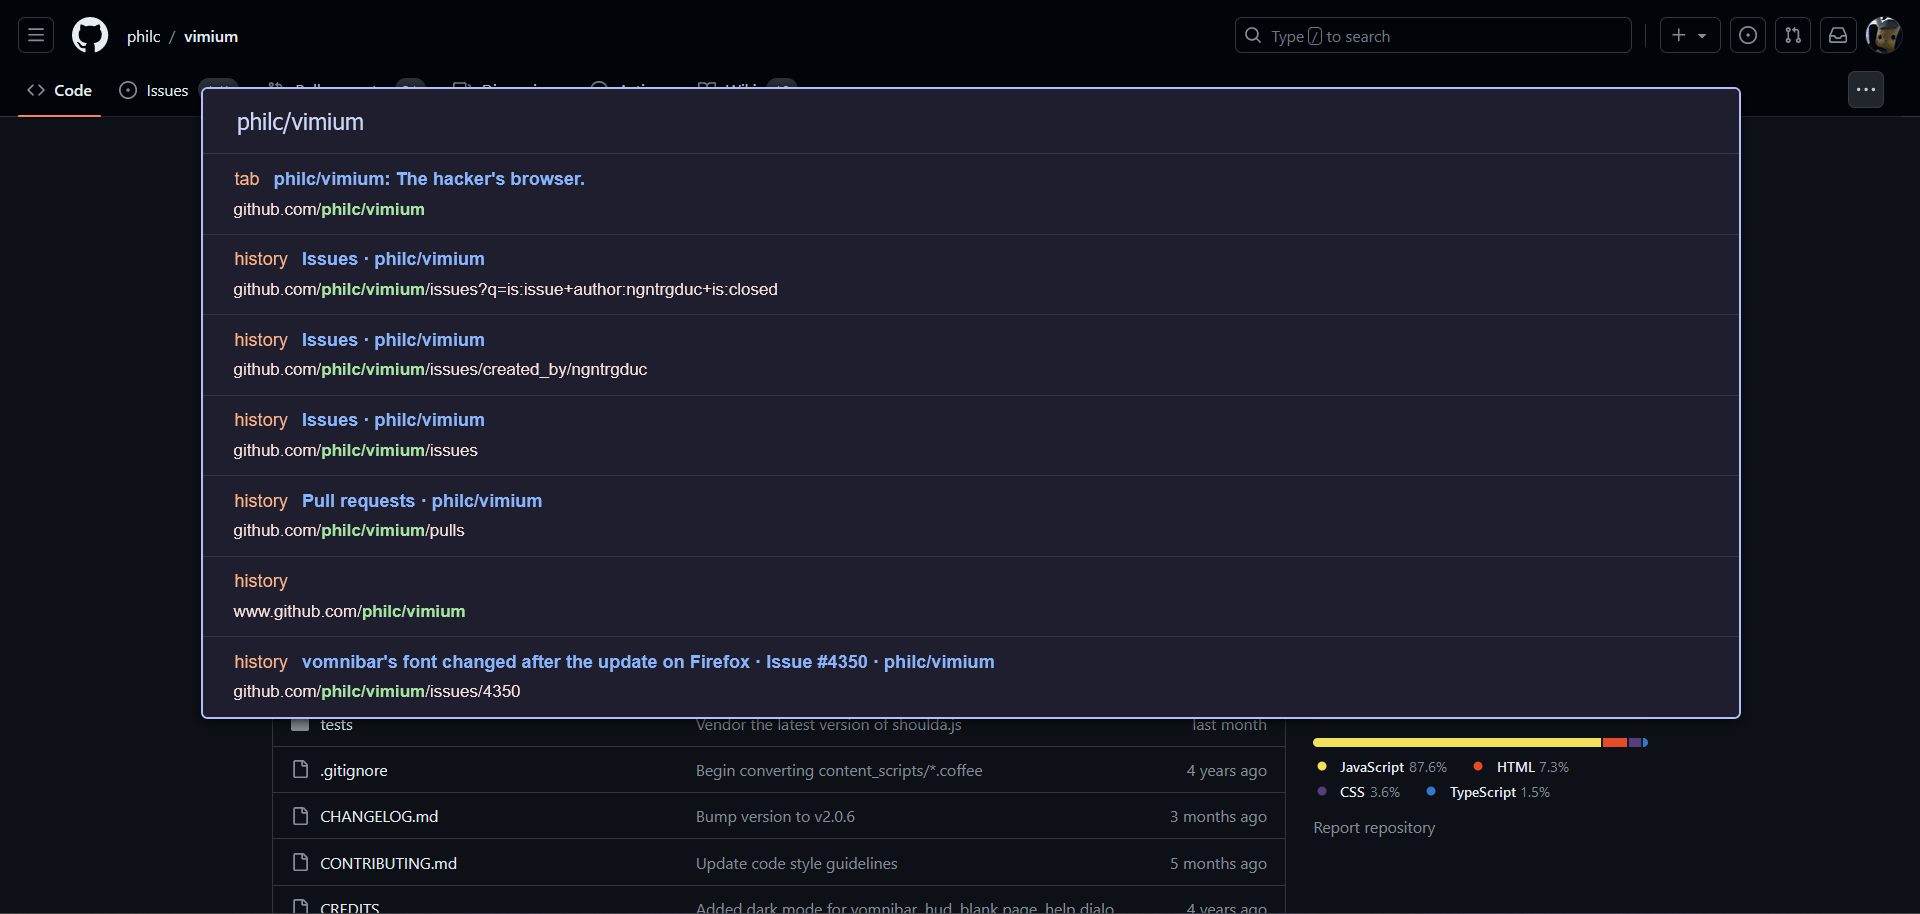 philc / vimium
Type / to search
Code
Issues
philc/vimium
tab philc/vimium: The hacker's browser.
github.com/philc/vimium
history Issues · philc/vimium
github.com/philc/vimium/issues?q=is:issue+author:ngntrgduc+is:closed
history Issues · philc/vimium
github.com/philc/vimium/issues/created_by/ngntrgduc
history Issues · philc/vimium
github.com/philc/vimium/issues
history Pull requests · philc/vimium
github.com/philc/vimium/pulls
history
www.github.com/philc/vimium
history vomnibar's font changed after the update on Firefox · Issue #4350 · philc/vimium
github.com/philc/vimium/issues/4350
tests Vendor the latest version of shoulda.js last month
.gitignore Begin converting content_scripts/*.coffee 4 years ago
CHANGELOG.md Bump version to v2.0.6 3 months ago
CONTRIBUTING.md Update code style guidelines 5 months ago
CREDITS Added dark mode for vomnibar, hud, blank page, help dialo 4 years ago
JavaScript 87.6% HTML 7.3%
CSS 3.6% TypeScript 1.5%
Report repository